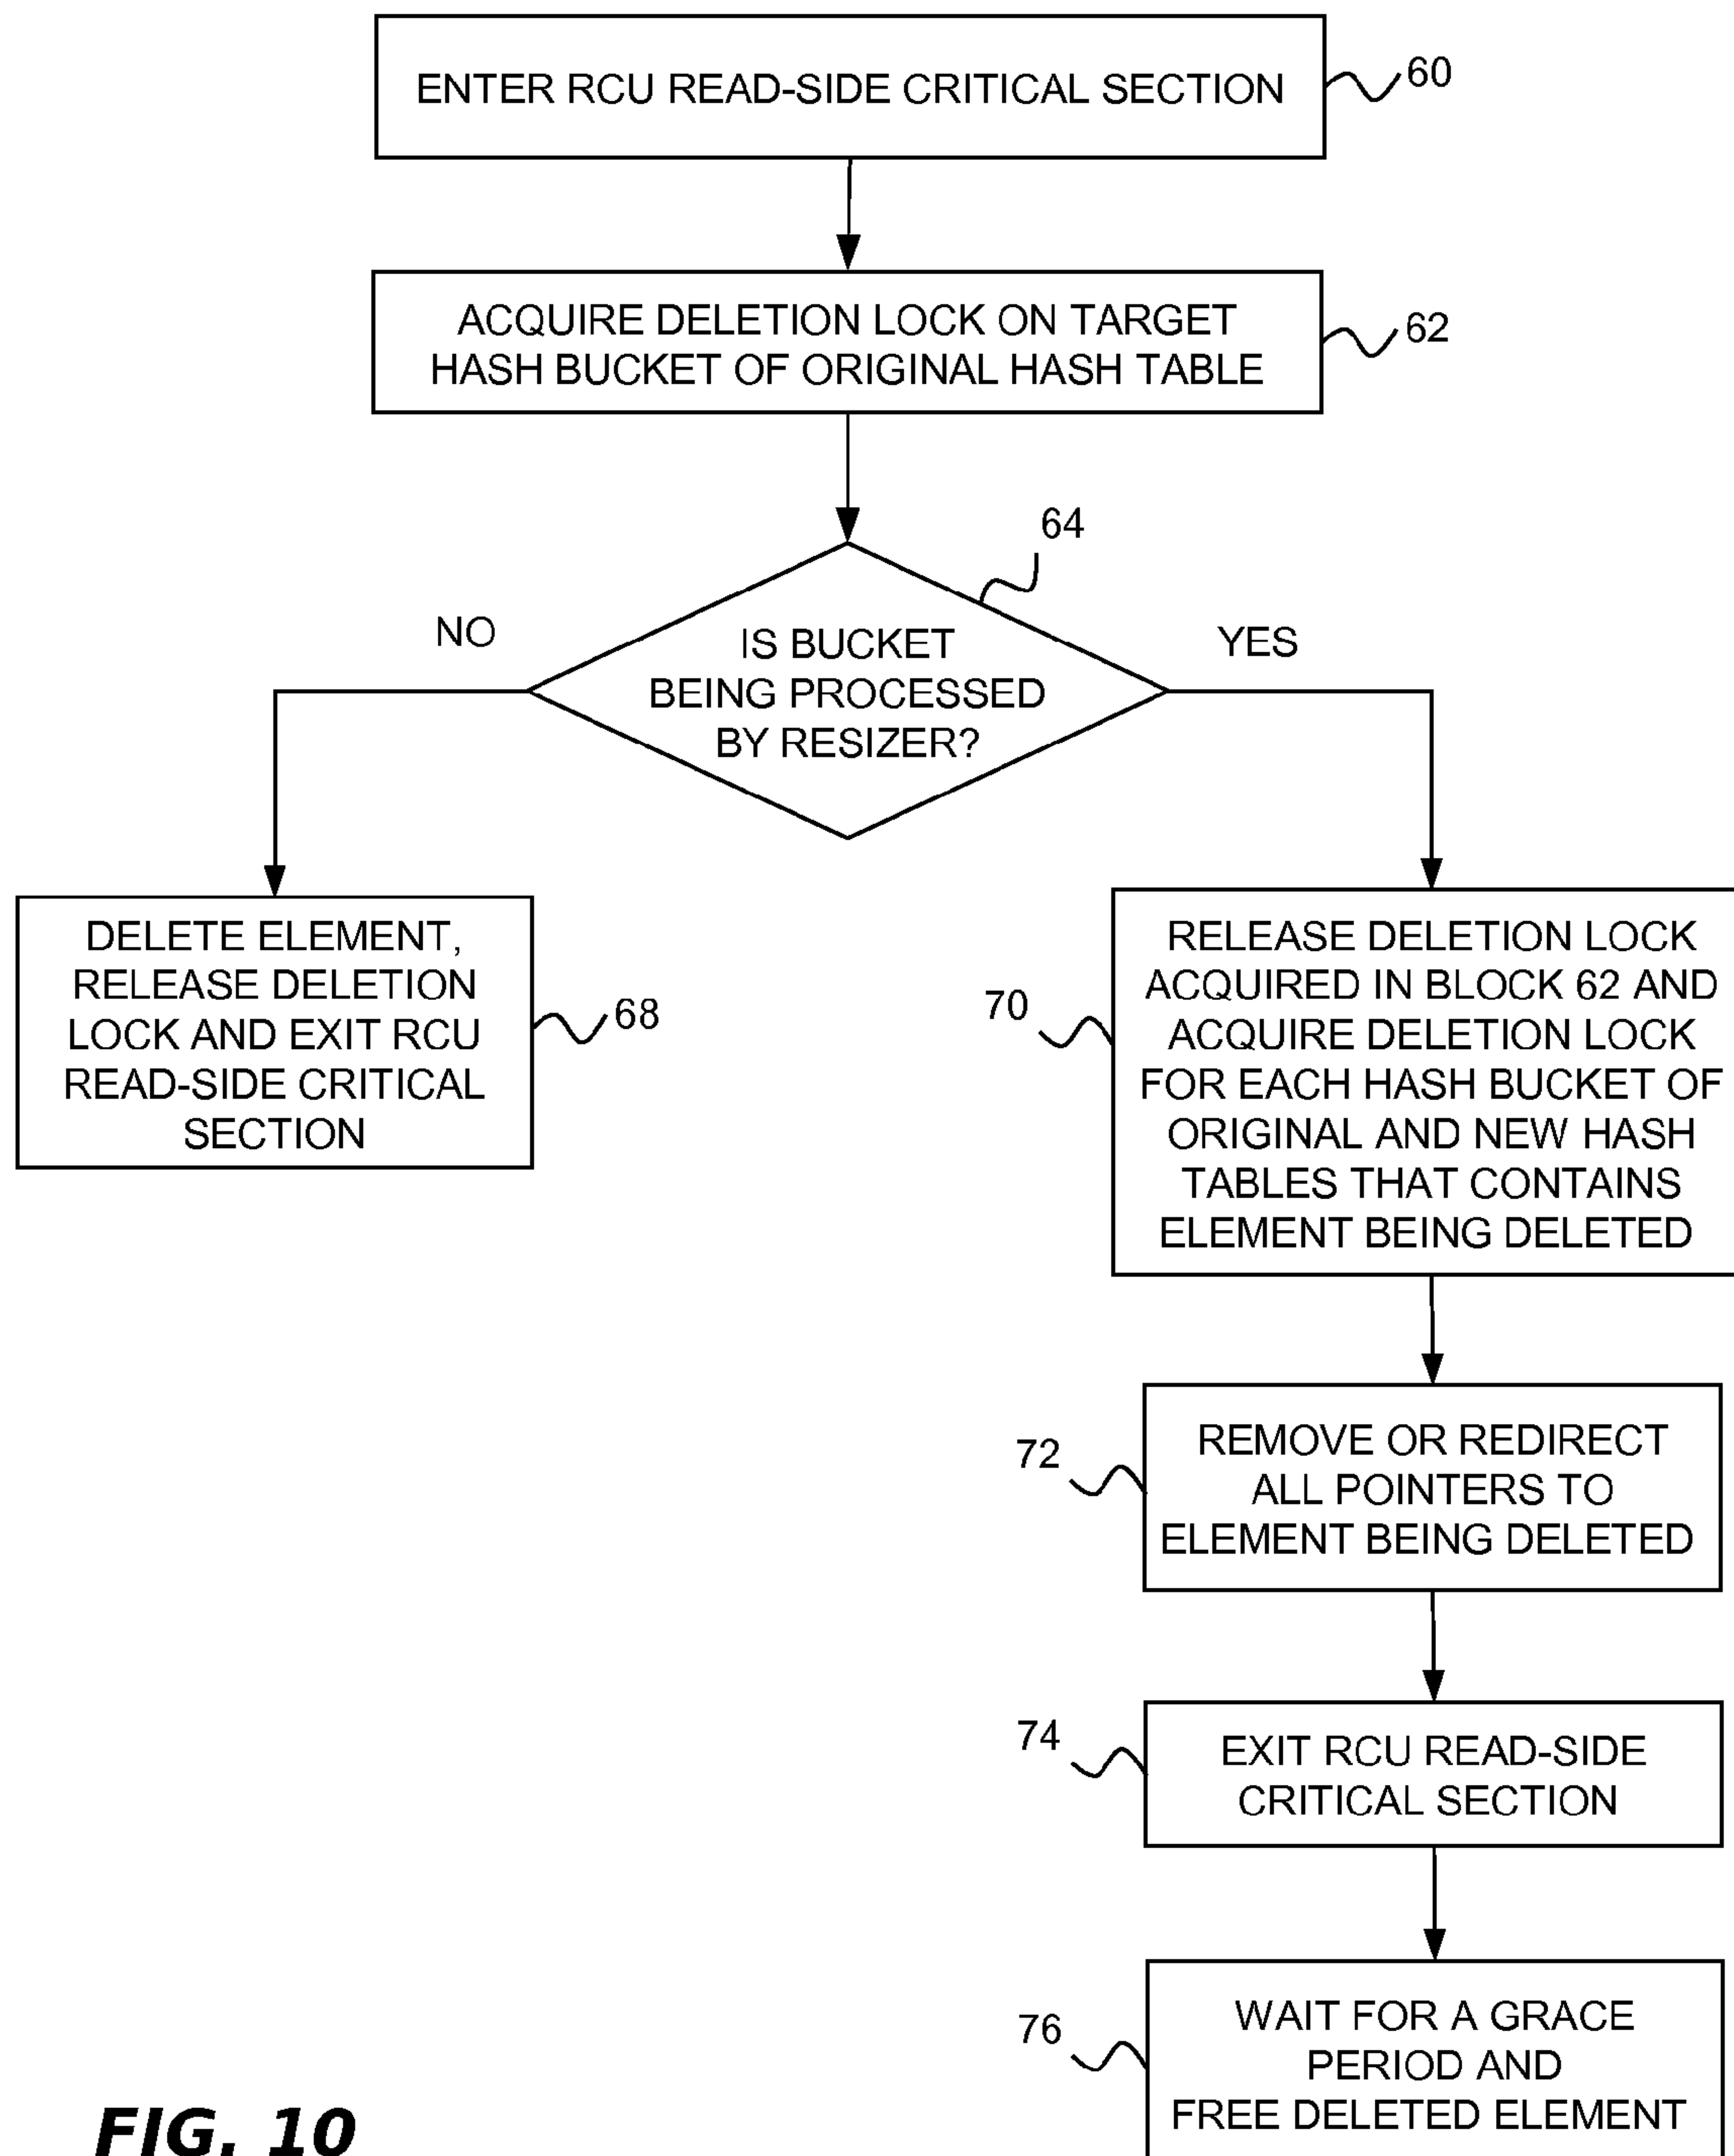 ENTER RCU READ-SIDE CRITICAL SECTION
60
ACQUIRE DELETION LOCK ON TARGET
HASH BUCKET OF ORIGINAL HASH TABLE
62
64
NO
IS BUCKET
BEING PROCESSED
BY RESIZER?
YES
DELETE ELEMENT,
RELEASE DELETION
LOCK AND EXIT RCU
READ-SIDE CRITICAL
SECTION
68
70
RELEASE DELETION LOCK
ACQUIRED IN BLOCK 62 AND
ACQUIRE DELETION LOCK
FOR EACH HASH BUCKET OF
ORIGINAL AND NEW HASH
TABLES THAT CONTAINS
ELEMENT BEING DELETED
72
REMOVE OR REDIRECT
ALL POINTERS TO
ELEMENT BEING DELETED
74
EXIT RCU READ-SIDE
CRITICAL SECTION
76
WAIT FOR A GRACE
PERIOD AND
FREE DELETED ELEMENT
FIG. 10